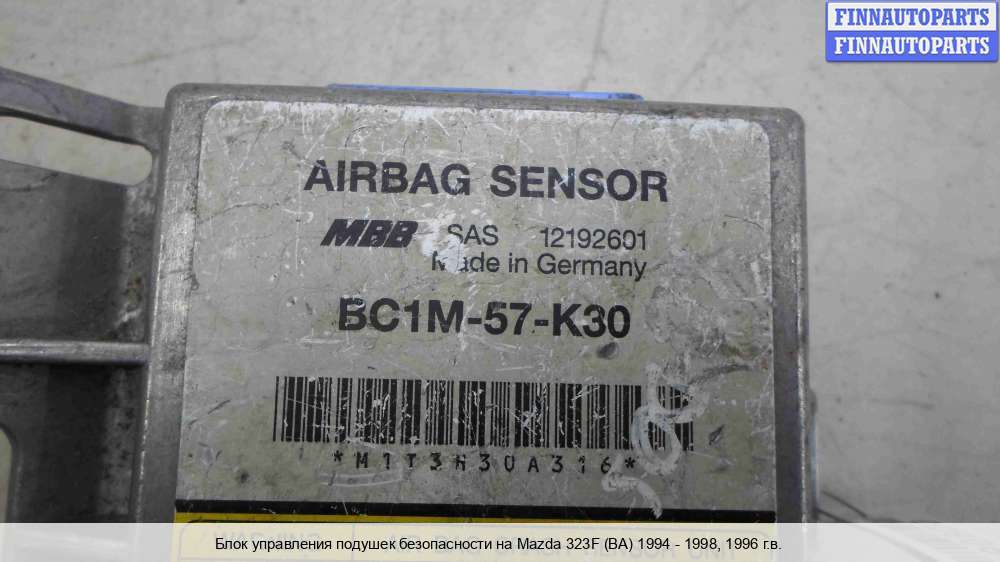 FINNAUTOPARTS
FINNAUTOPARTS
AIRBAG SENSOR
MBB SAS 12192601
Made in Germany
BC1M-57-K30
*M1T3H30A316*
Блок управления подушек безопасности на Mazda 323F (BA) 1994 - 1998, 1996 г.в.